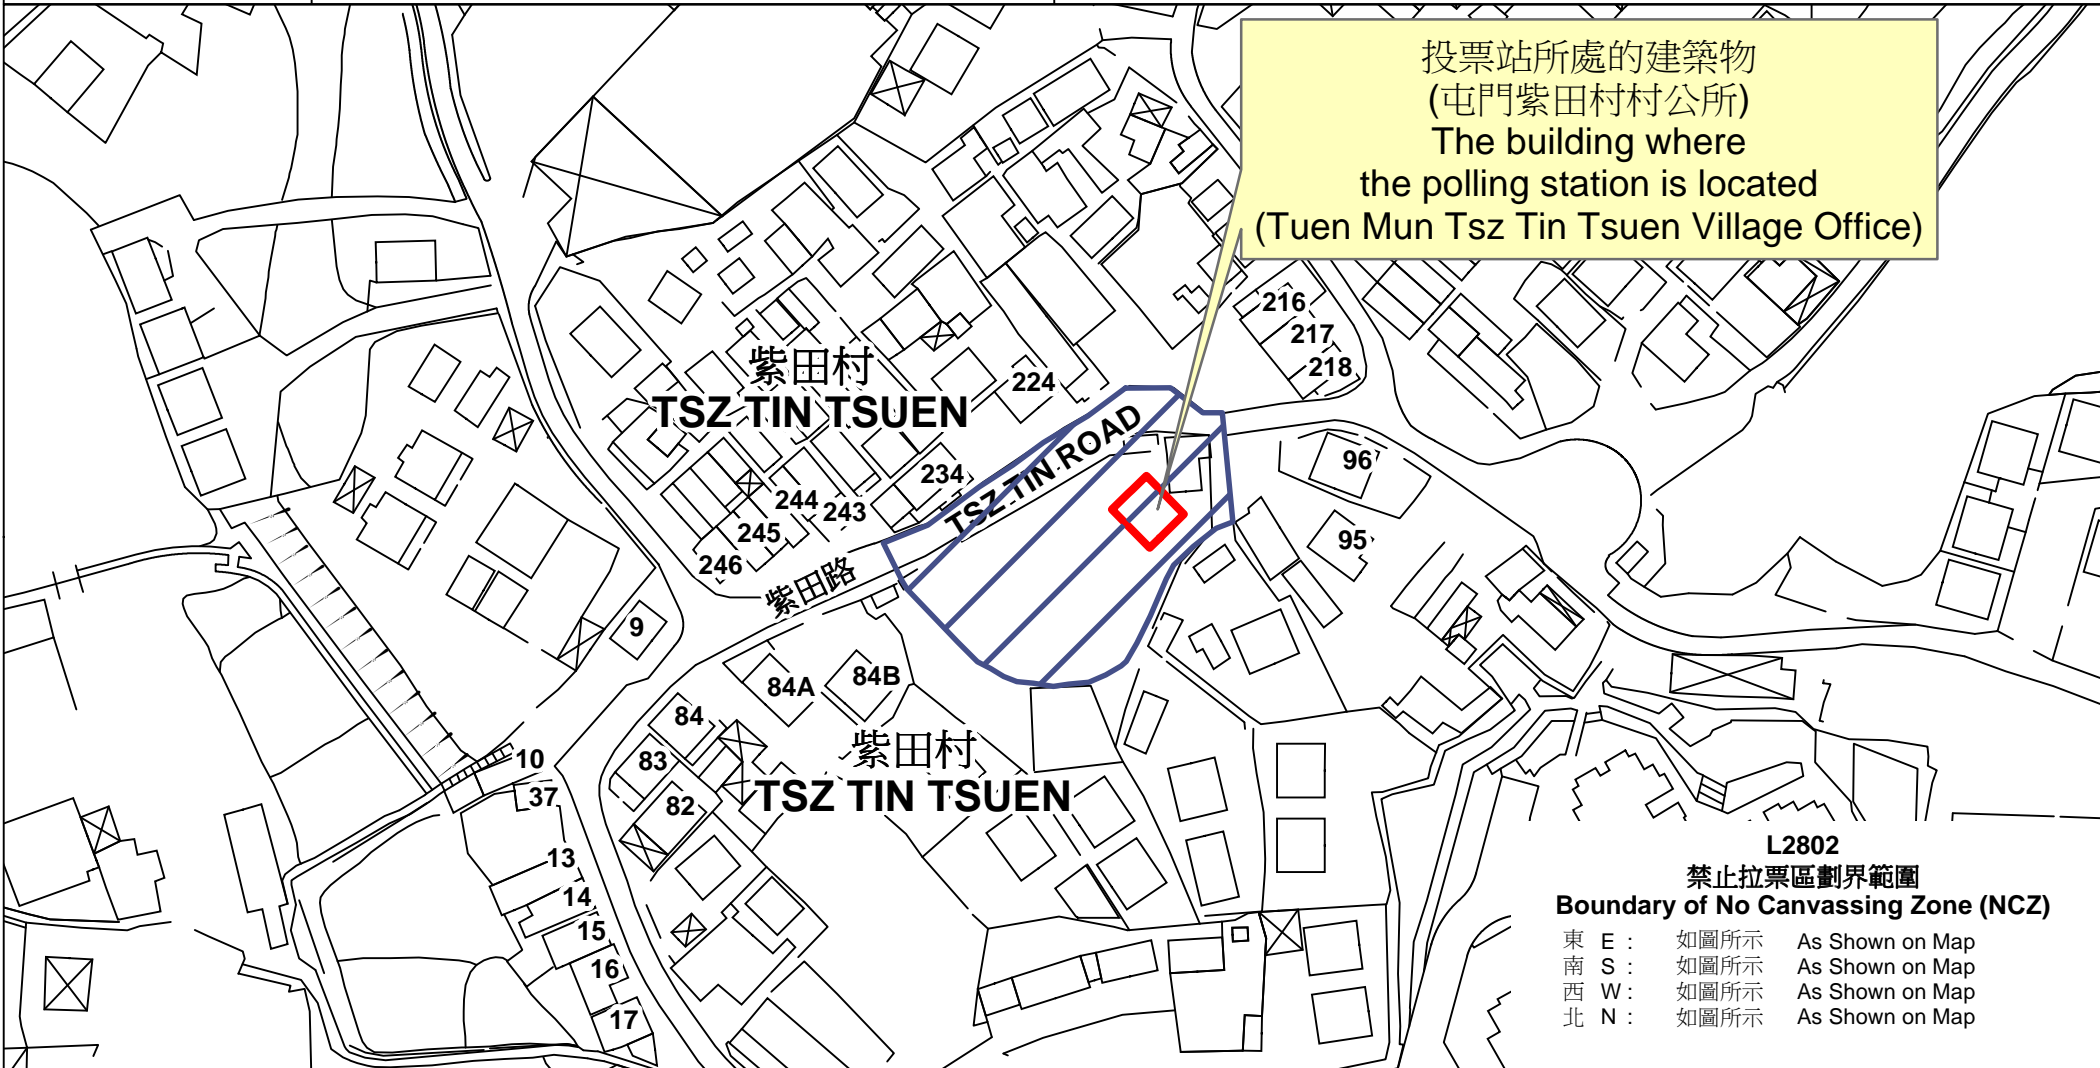 投票站所處的建築物
(屯門紫田村村公所)
The building where
the polling station is located
(Tuen Mun Tsz Tin Tsuen Village Office)
216
217
218
紫田村
TSZ TIN TSUEN
224
TSZ TIN ROAD
96
234
244
243
245
95
246
紫田路
9
84A
84B
84
紫田村
TSZ TIN TSUEN
83
10
82
37
13
14
15
16
17
L2802
禁止拉票區劃界範圍
Boundary of No Canvassing Zone (NCZ)
東 E : 如圖所示 As Shown on Map
南 S : 如圖所示 As Shown on Map
西 W : 如圖所示 As Shown on Map
北 N : 如圖所示 As Shown on Map